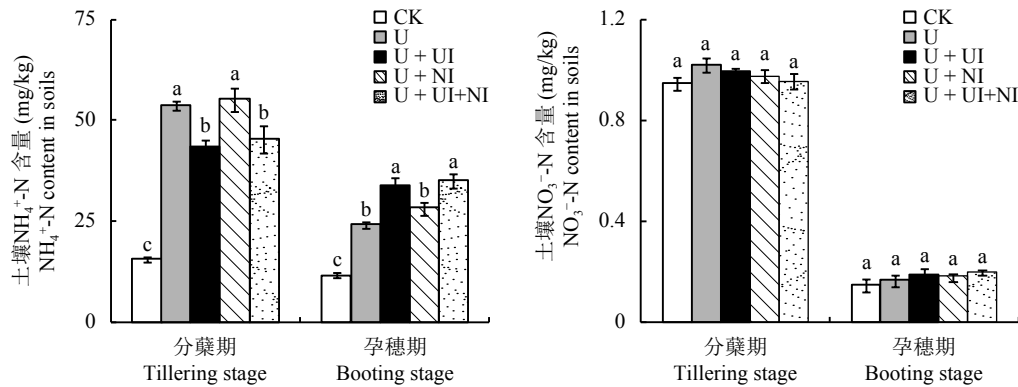 土壤NH₄⁺-N 含量 (mg/kg)
NH₄⁺-N content in soils
75
50
25
0
CK
U
U + UI
U + NI
U + UI+NI
c
a
b
a
b
c
b
a
b
a
分蘖期
Tillering stage
孕穗期
Booting stage
土壤NO₃⁻-N 含量 (mg/kg)
NO₃⁻-N content in soils
1.2
0.8
0.4
0
CK
U
U + UI
U + NI
U + UI+NI
a
a
a
a
a
a
a
a
a
a
分蘖期
Tillering stage
孕穗期
Booting stage